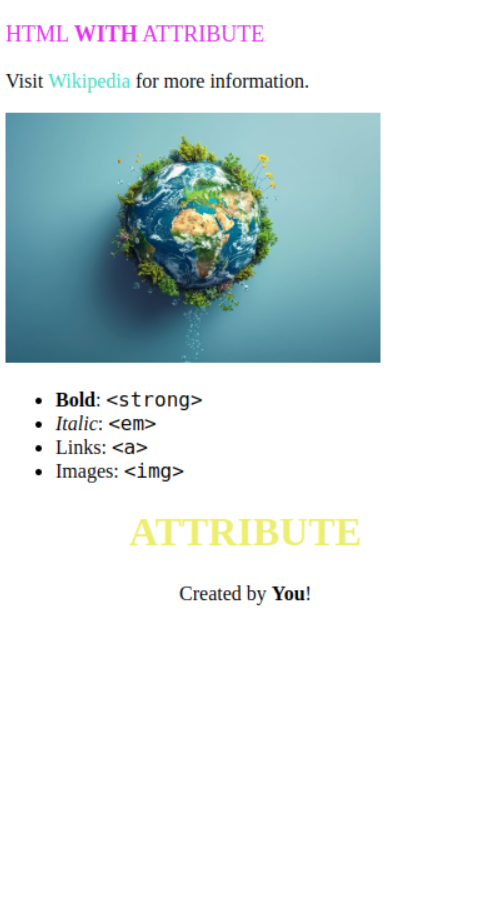 HTML WITH ATTRIBUTE
Visit Wikipedia for more information.
Bold: <strong>
Italic: <em>
Links: <a>
Images: <img>
ATTRIBUTE
Created by You!